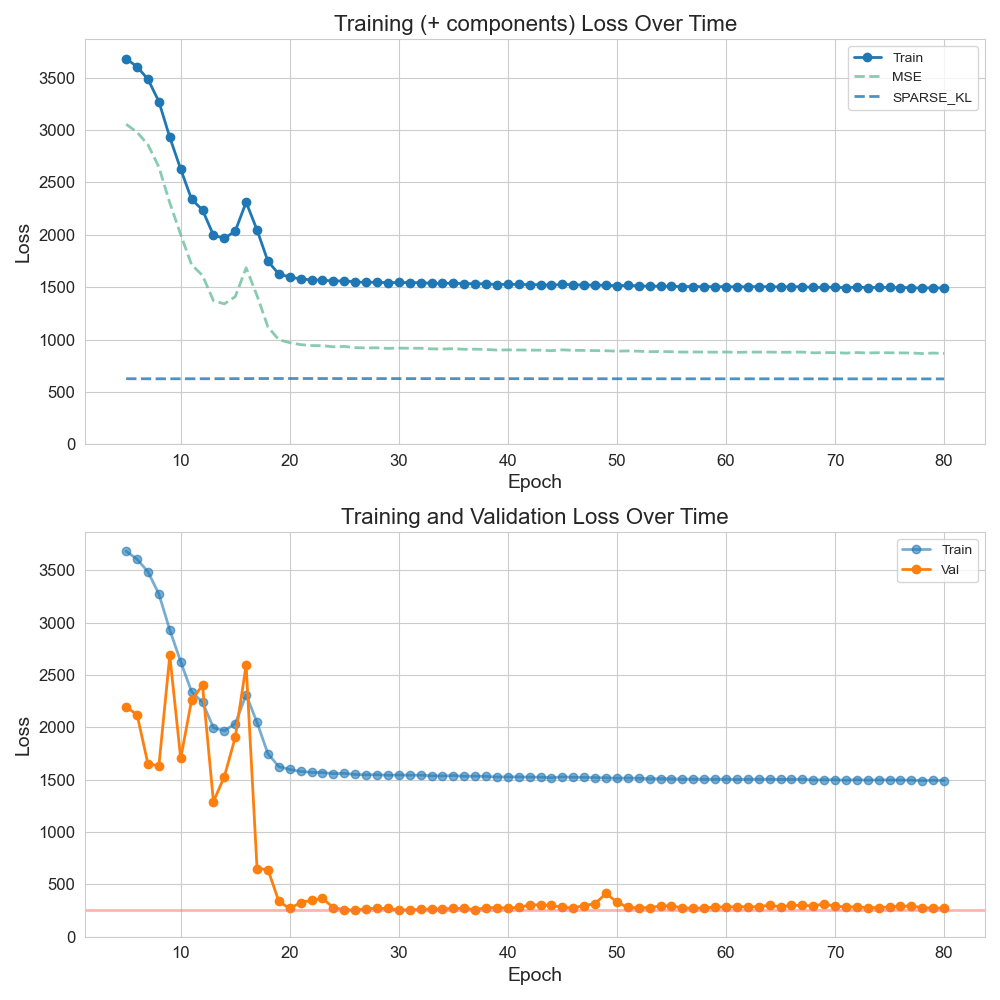 Training (+ components) Loss Over Time
Train
MSE
SPARSE_KL
Loss
3500
3000
2500
2000
1500
1000
500
0
10 20 30 40 50 60 70 80
Epoch
Training and Validation Loss Over Time
Train
Val
Loss
3500
3000
2500
2000
1500
1000
500
0
10 20 30 40 50 60 70 80
Epoch